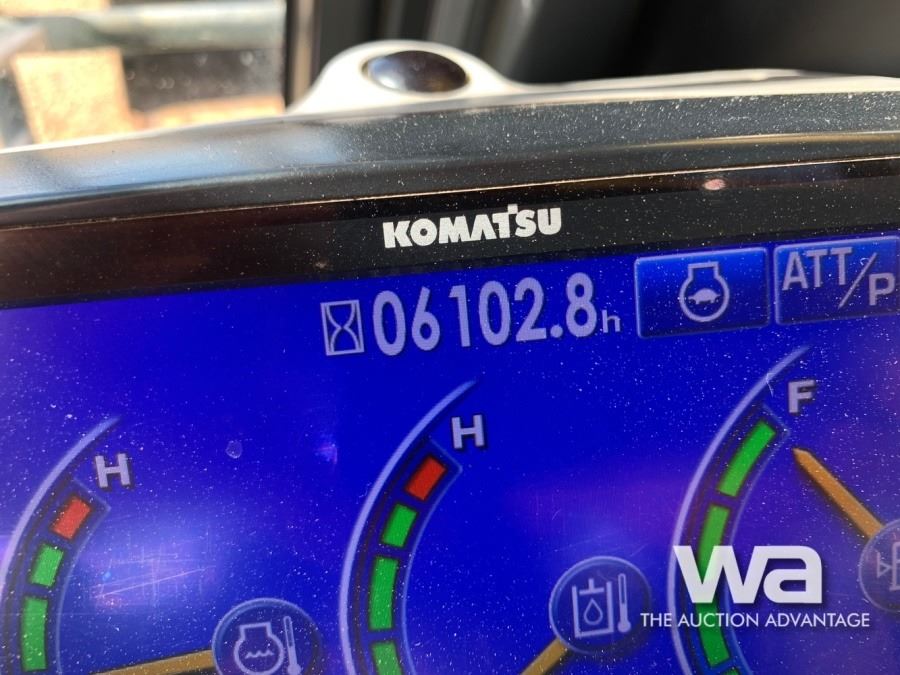 KOMATSU
06102.8h
ATT/P
H
H
F
wa
THE AUCTION ADVANTAGE